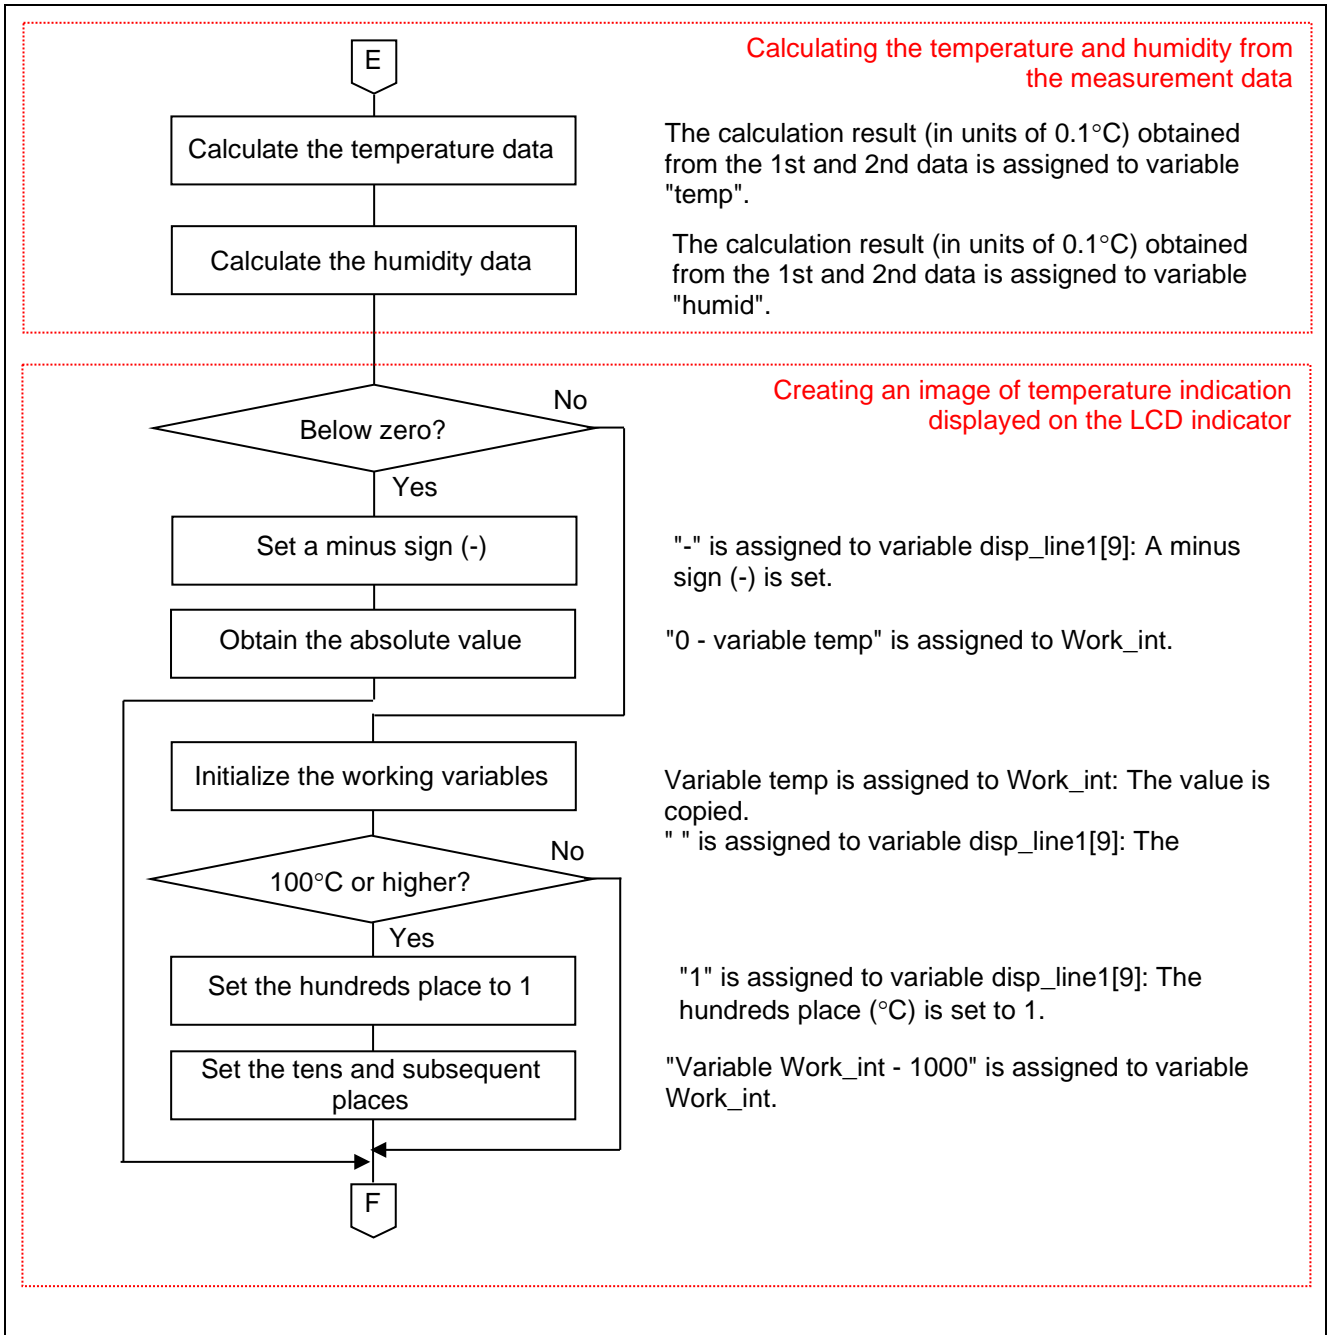 E
Calculating the temperature and humidity from
the measurement data
Calculate the temperature data
The calculation result (in units of 0.1°C) obtained
from the 1st and 2nd data is assigned to variable
"temp".
Calculate the humidity data
The calculation result (in units of 0.1°C) obtained
from the 1st and 2nd data is assigned to variable
"humid".
Creating an image of temperature indication
displayed on the LCD indicator
Below zero?
No
Yes
Set a minus sign (-)
"-" is assigned to variable disp_line1[9]: A minus
sign (-) is set.
Obtain the absolute value
"0 - variable temp" is assigned to Work_int.
Initialize the working variables
Variable temp is assigned to Work_int: The value is
copied.
" " is assigned to variable disp_line1[9]: The
100°C or higher?
No
Yes
Set the hundreds place to 1
"1" is assigned to variable disp_line1[9]: The
hundreds place (°C) is set to 1.
Set the tens and subsequent
places
"Variable Work_int - 1000" is assigned to variable
Work_int.
F